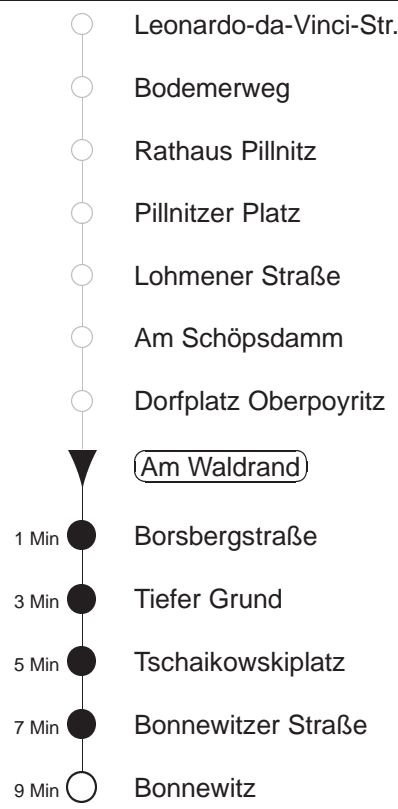 Leonardo-da-Vinci-Str.
Bodemerweg
Rathaus Pillnitz
Pillnitzer Platz
Lohmener Straße
Am Schöpsdamm
Dorfplatz Oberpoyritz
Am Waldrand
1 Min Borsbergstraße
3 Min Tiefer Grund
5 Min Tschaikowskiplatz
7 Min Bonnewitzer Straße
9 Min Bonnewitz